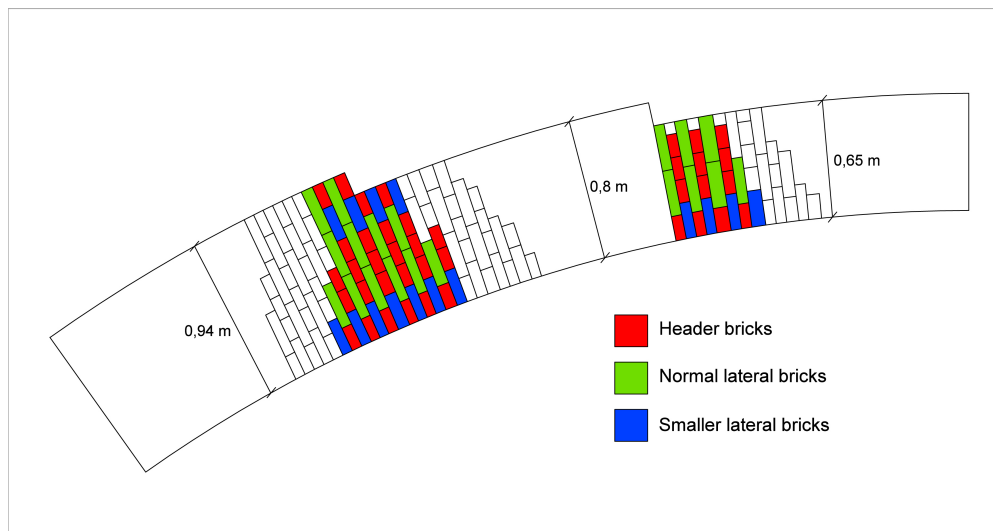 0,94 m
0,8 m
0,65 m
Header bricks
Normal lateral bricks
Smaller lateral bricks